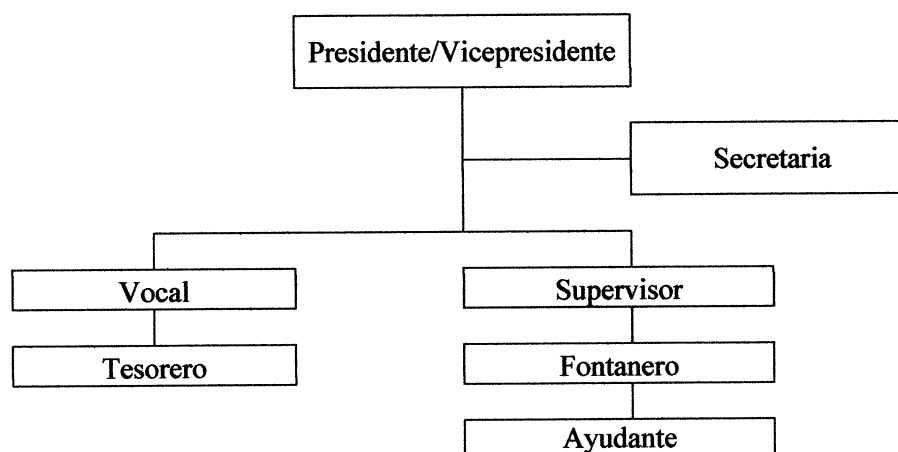 Presidente/Vicepresidente
Secretaria
Vocal
Supervisor
Tesorero
Fontanero
Ayudante